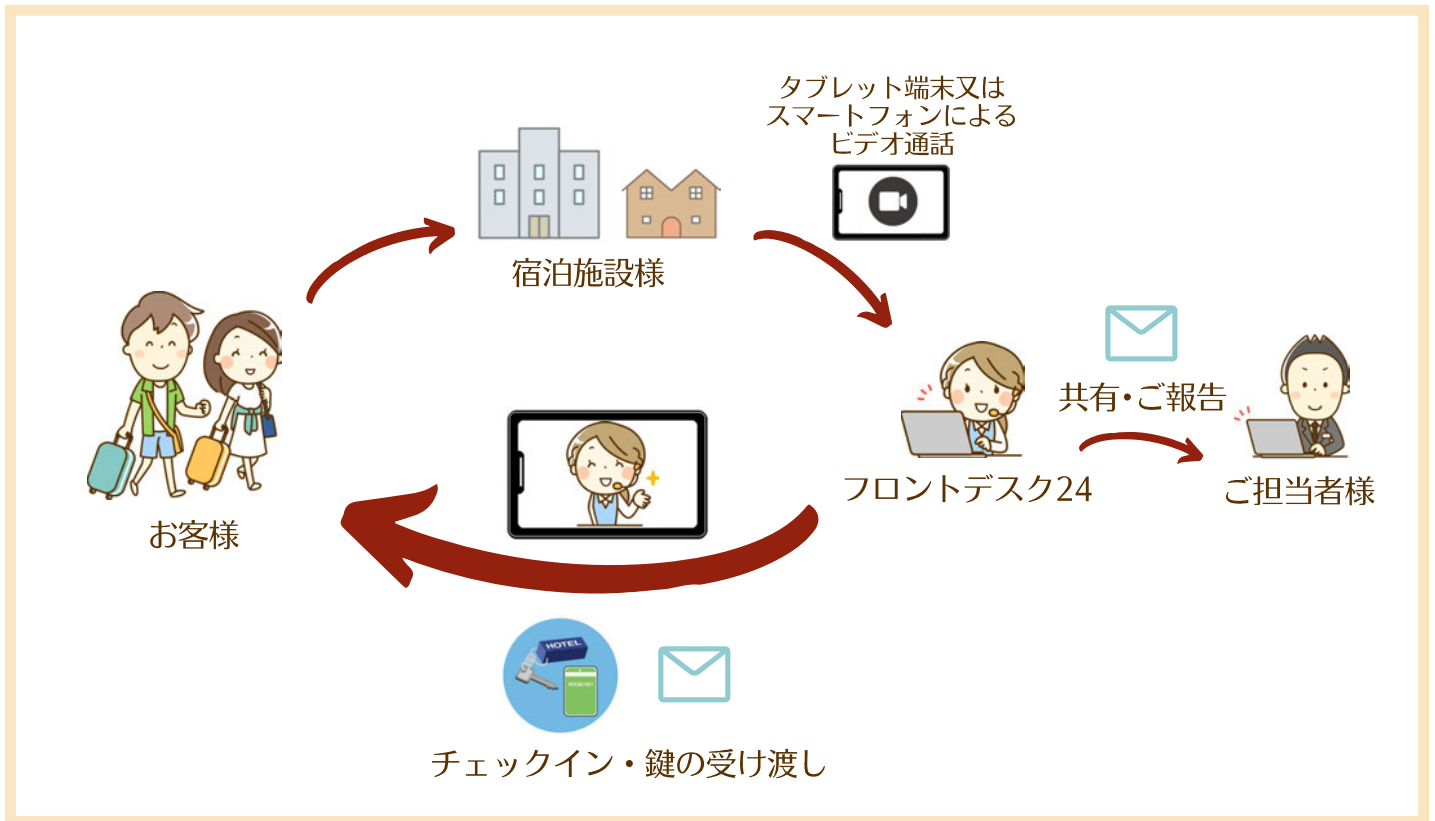 タブレット端末又は
スマートフォンによる
ビデオ通話
宿泊施設様
共有・ご報告
フロントデスク24
ご担当者様
お客様
HOTEL
ROOM KEY
チェックイン・鍵の受け渡し